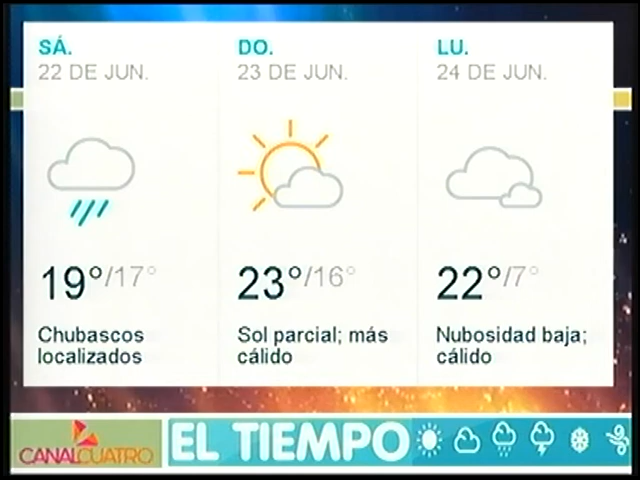 SÁ.
22 DE JUN.
19°/17°
Chubascos
localizados
DO.
23 DE JUN.
23°/16°
Sol parcial; más
cálido
LU.
24 DE JUN.
22°/7°
Nubosidad baja;
cálido
CANALCUATRO
EL TIEMPO